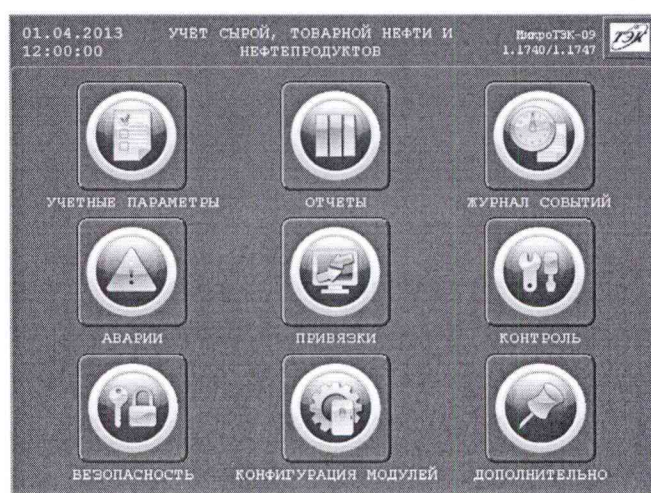 01.04.2013
12:00:00
УЧЁТ СЫРОЙ, ТОВАРНОЙ НЕФТИ И
НЕФТЕПРОДУКТОВ
МикроТЭК-09
1.1740/1.1747
ТЭК
УЧЕТНЫЕ ПАРАМЕТРЫ
ОТЧЕТЫ
ЖУРНАЛ СОБЫТИЙ
АВАРИИ
ПРИВЯЗКИ
КОНТРОЛЬ
БЕЗОПАСНОСТЬ
КОНФИГУРАЦИЯ МОДУЛЕЙ
ДОПОЛНИТЕЛЬНО